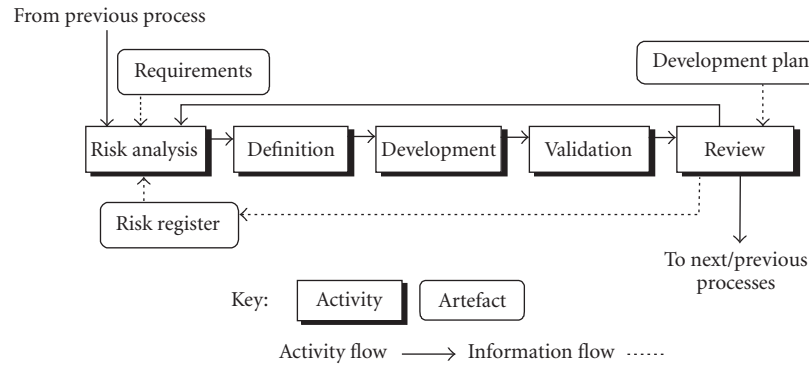 From previous process
Requirements
Development plan
Risk analysis
Definition
Development
Validation
Review
Risk register
To next/previous
processes
Key:
Activity
Artefact
Activity flow
Information flow